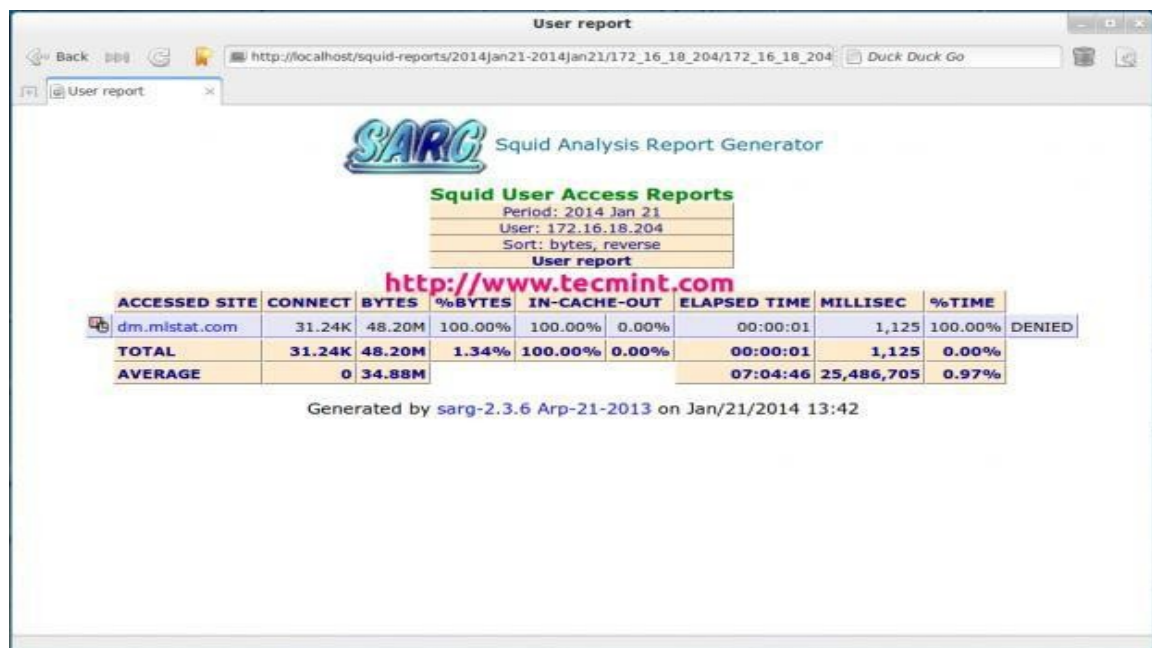 User report
Back
http://localhost/squid-reports/2014Jan21-2014Jan21/172_16_18_204/172_16_18_204
Duck Duck Go
User report
SARG Squid Analysis Report Generator
Squid User Access Reports
Period: 2014 Jan 21
User: 172.16.18.204
Sort: bytes, reverse
User report
http://www.tecmint.com
ACCESSED SITE CONNECT BYTES %BYTES IN-CACHE-OUT ELAPSED TIME MILLISEC %TIME
dm.mlstat.com 31.24K 48.20M 100.00% 100.00% 0.00% 00:00:01 1,125 100.00% DENIED
TOTAL 31.24K 48.20M 1.34% 100.00% 0.00% 00:00:01 1,125 0.00%
AVERAGE 0 34.88M 07:04:46 25,486,705 0.97%
Generated by sarg-2.3.6 Arp-21-2013 on Jan/21/2014 13:42